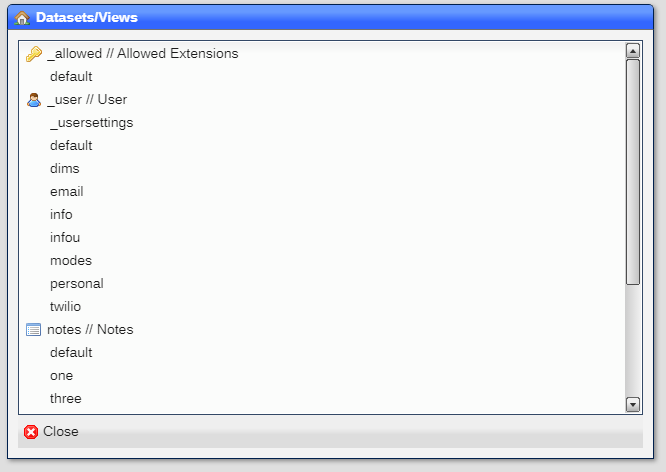 Datasets/Views
_allowed // Allowed Extensions
default
_user // User
_usersettings
default
dims
email
info
infou
modes
personal
twilio
notes // Notes
default
one
three
Close